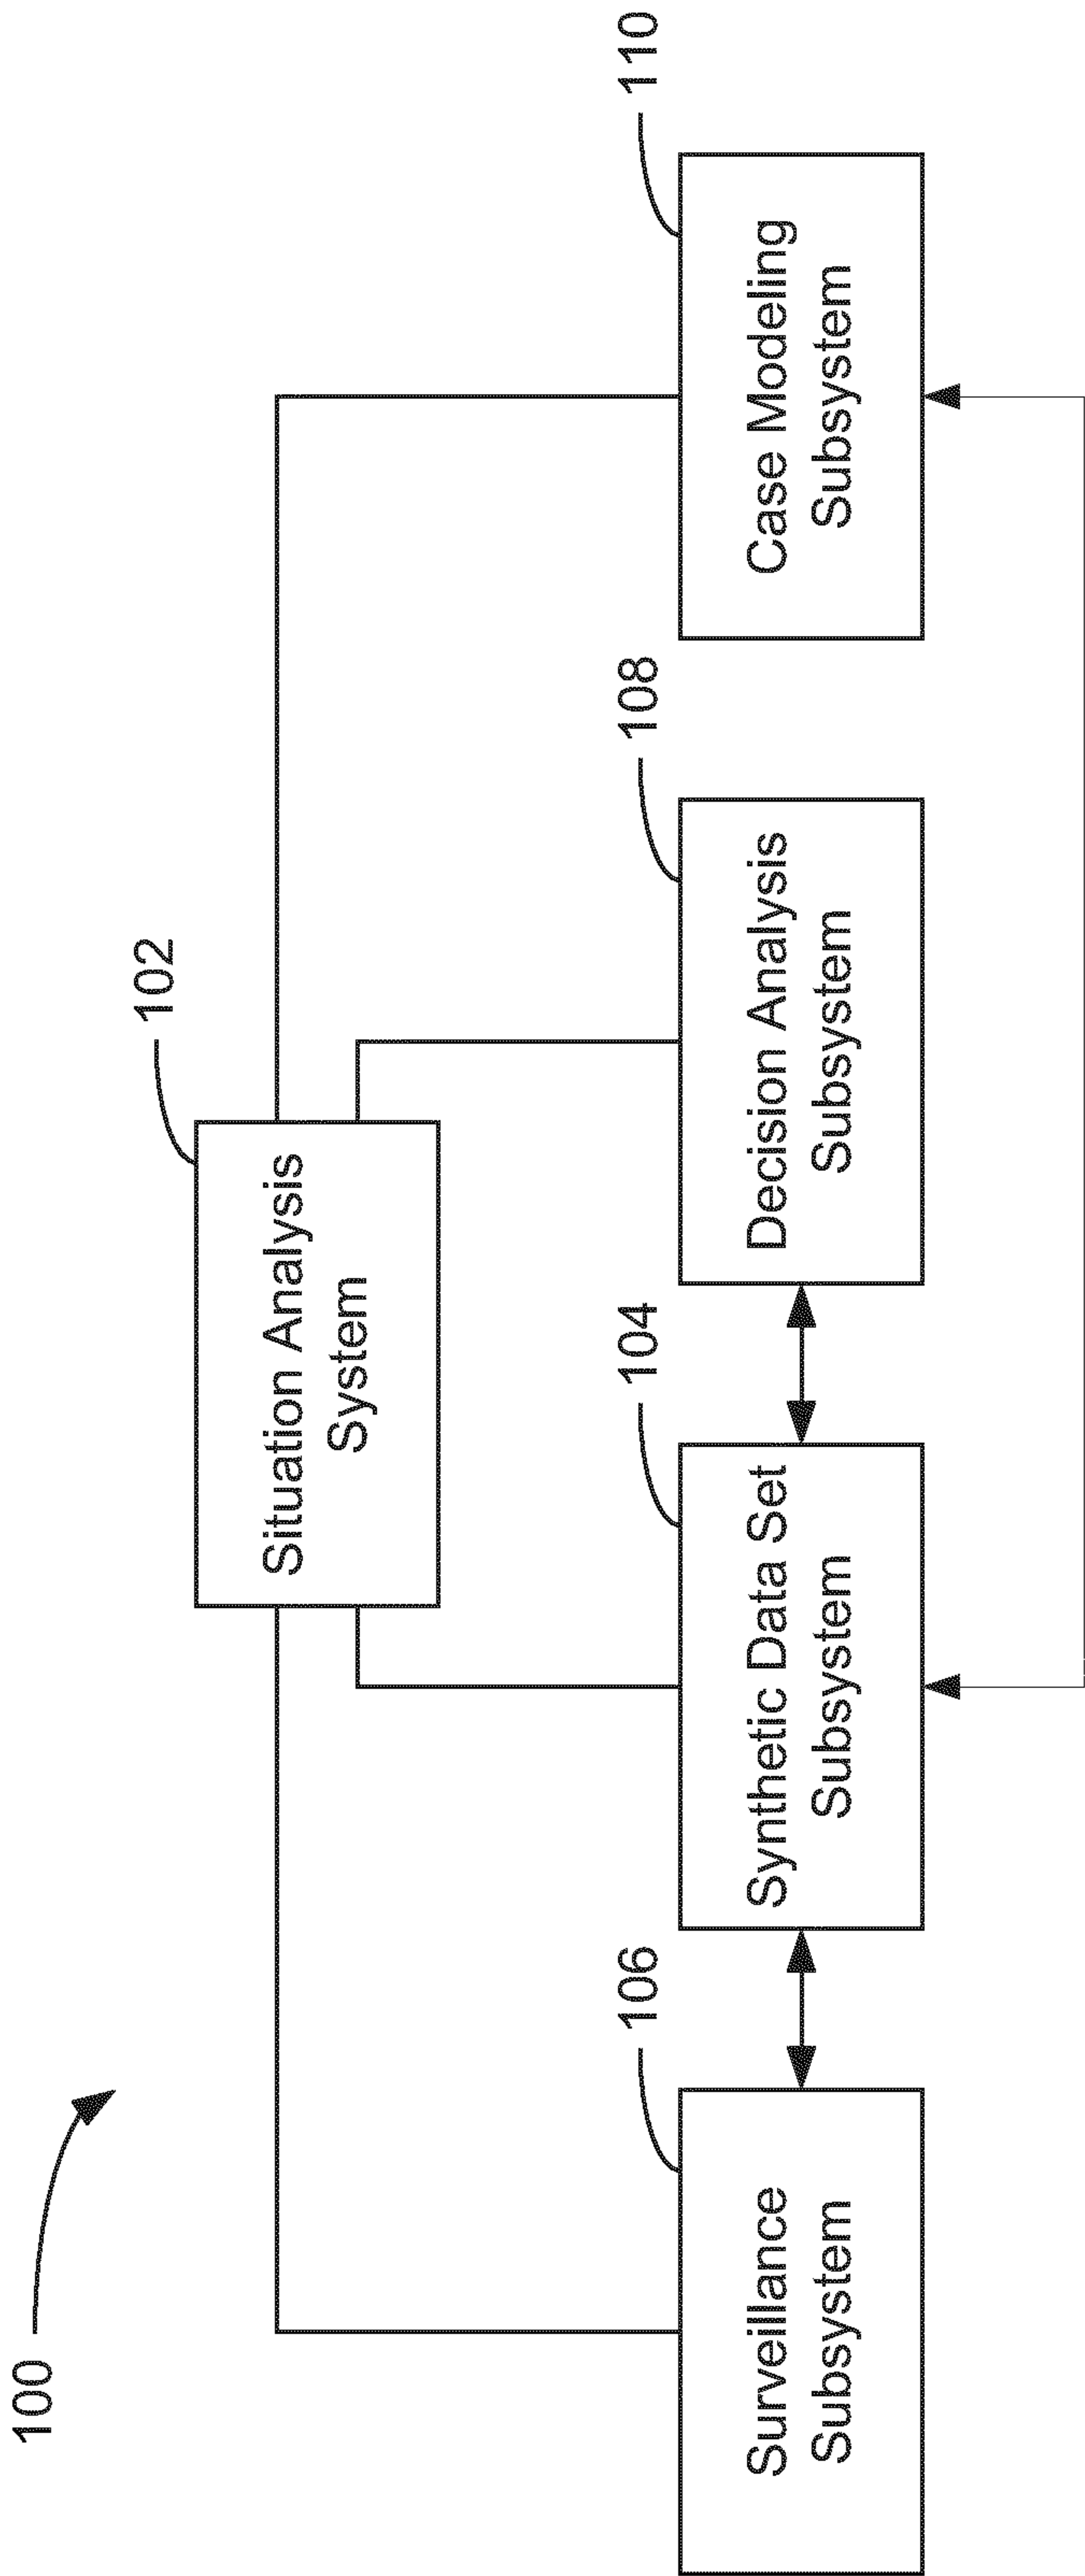 100
102
Situation Analysis
System
106
104
108
110
Surveillance
Subsystem
Synthetic Data Set
Subsystem
Decision Analysis
Subsystem
Case Modeling
Subsystem